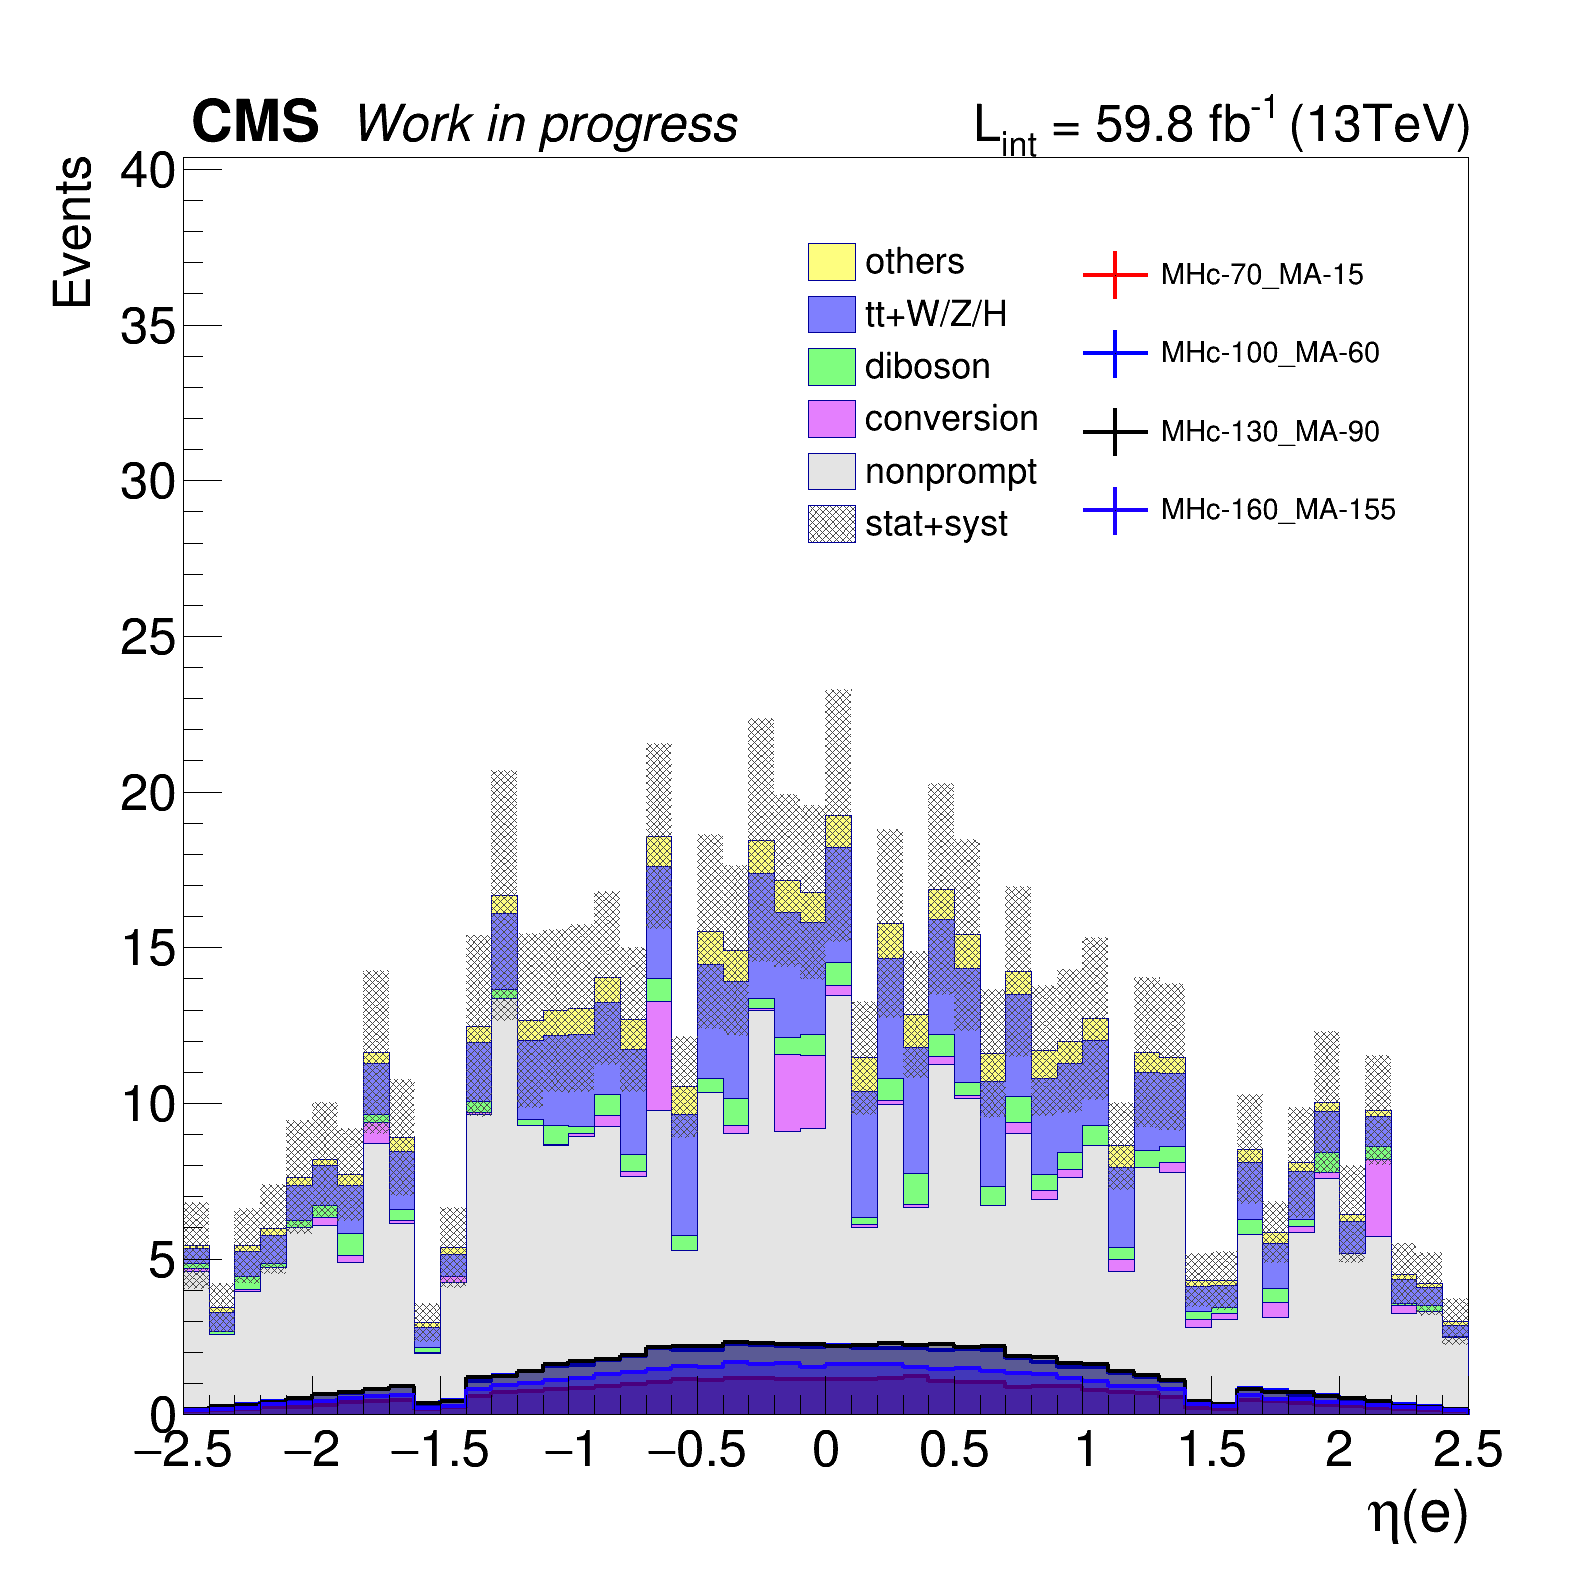 CMS Work in progress L_int = 59.8 fb^-1 (13TeV)
Events
40
35
30
25
20
15
10
5
0
others
tt+W/Z/H
diboson
conversion
nonprompt
stat+syst
MHc-70_MA-15
MHc-100_MA-60
MHc-130_MA-90
MHc-160_MA-155
−2.5 −2 −1.5 −1 −0.5 0 0.5 1 1.5 2 2.5
η(e)